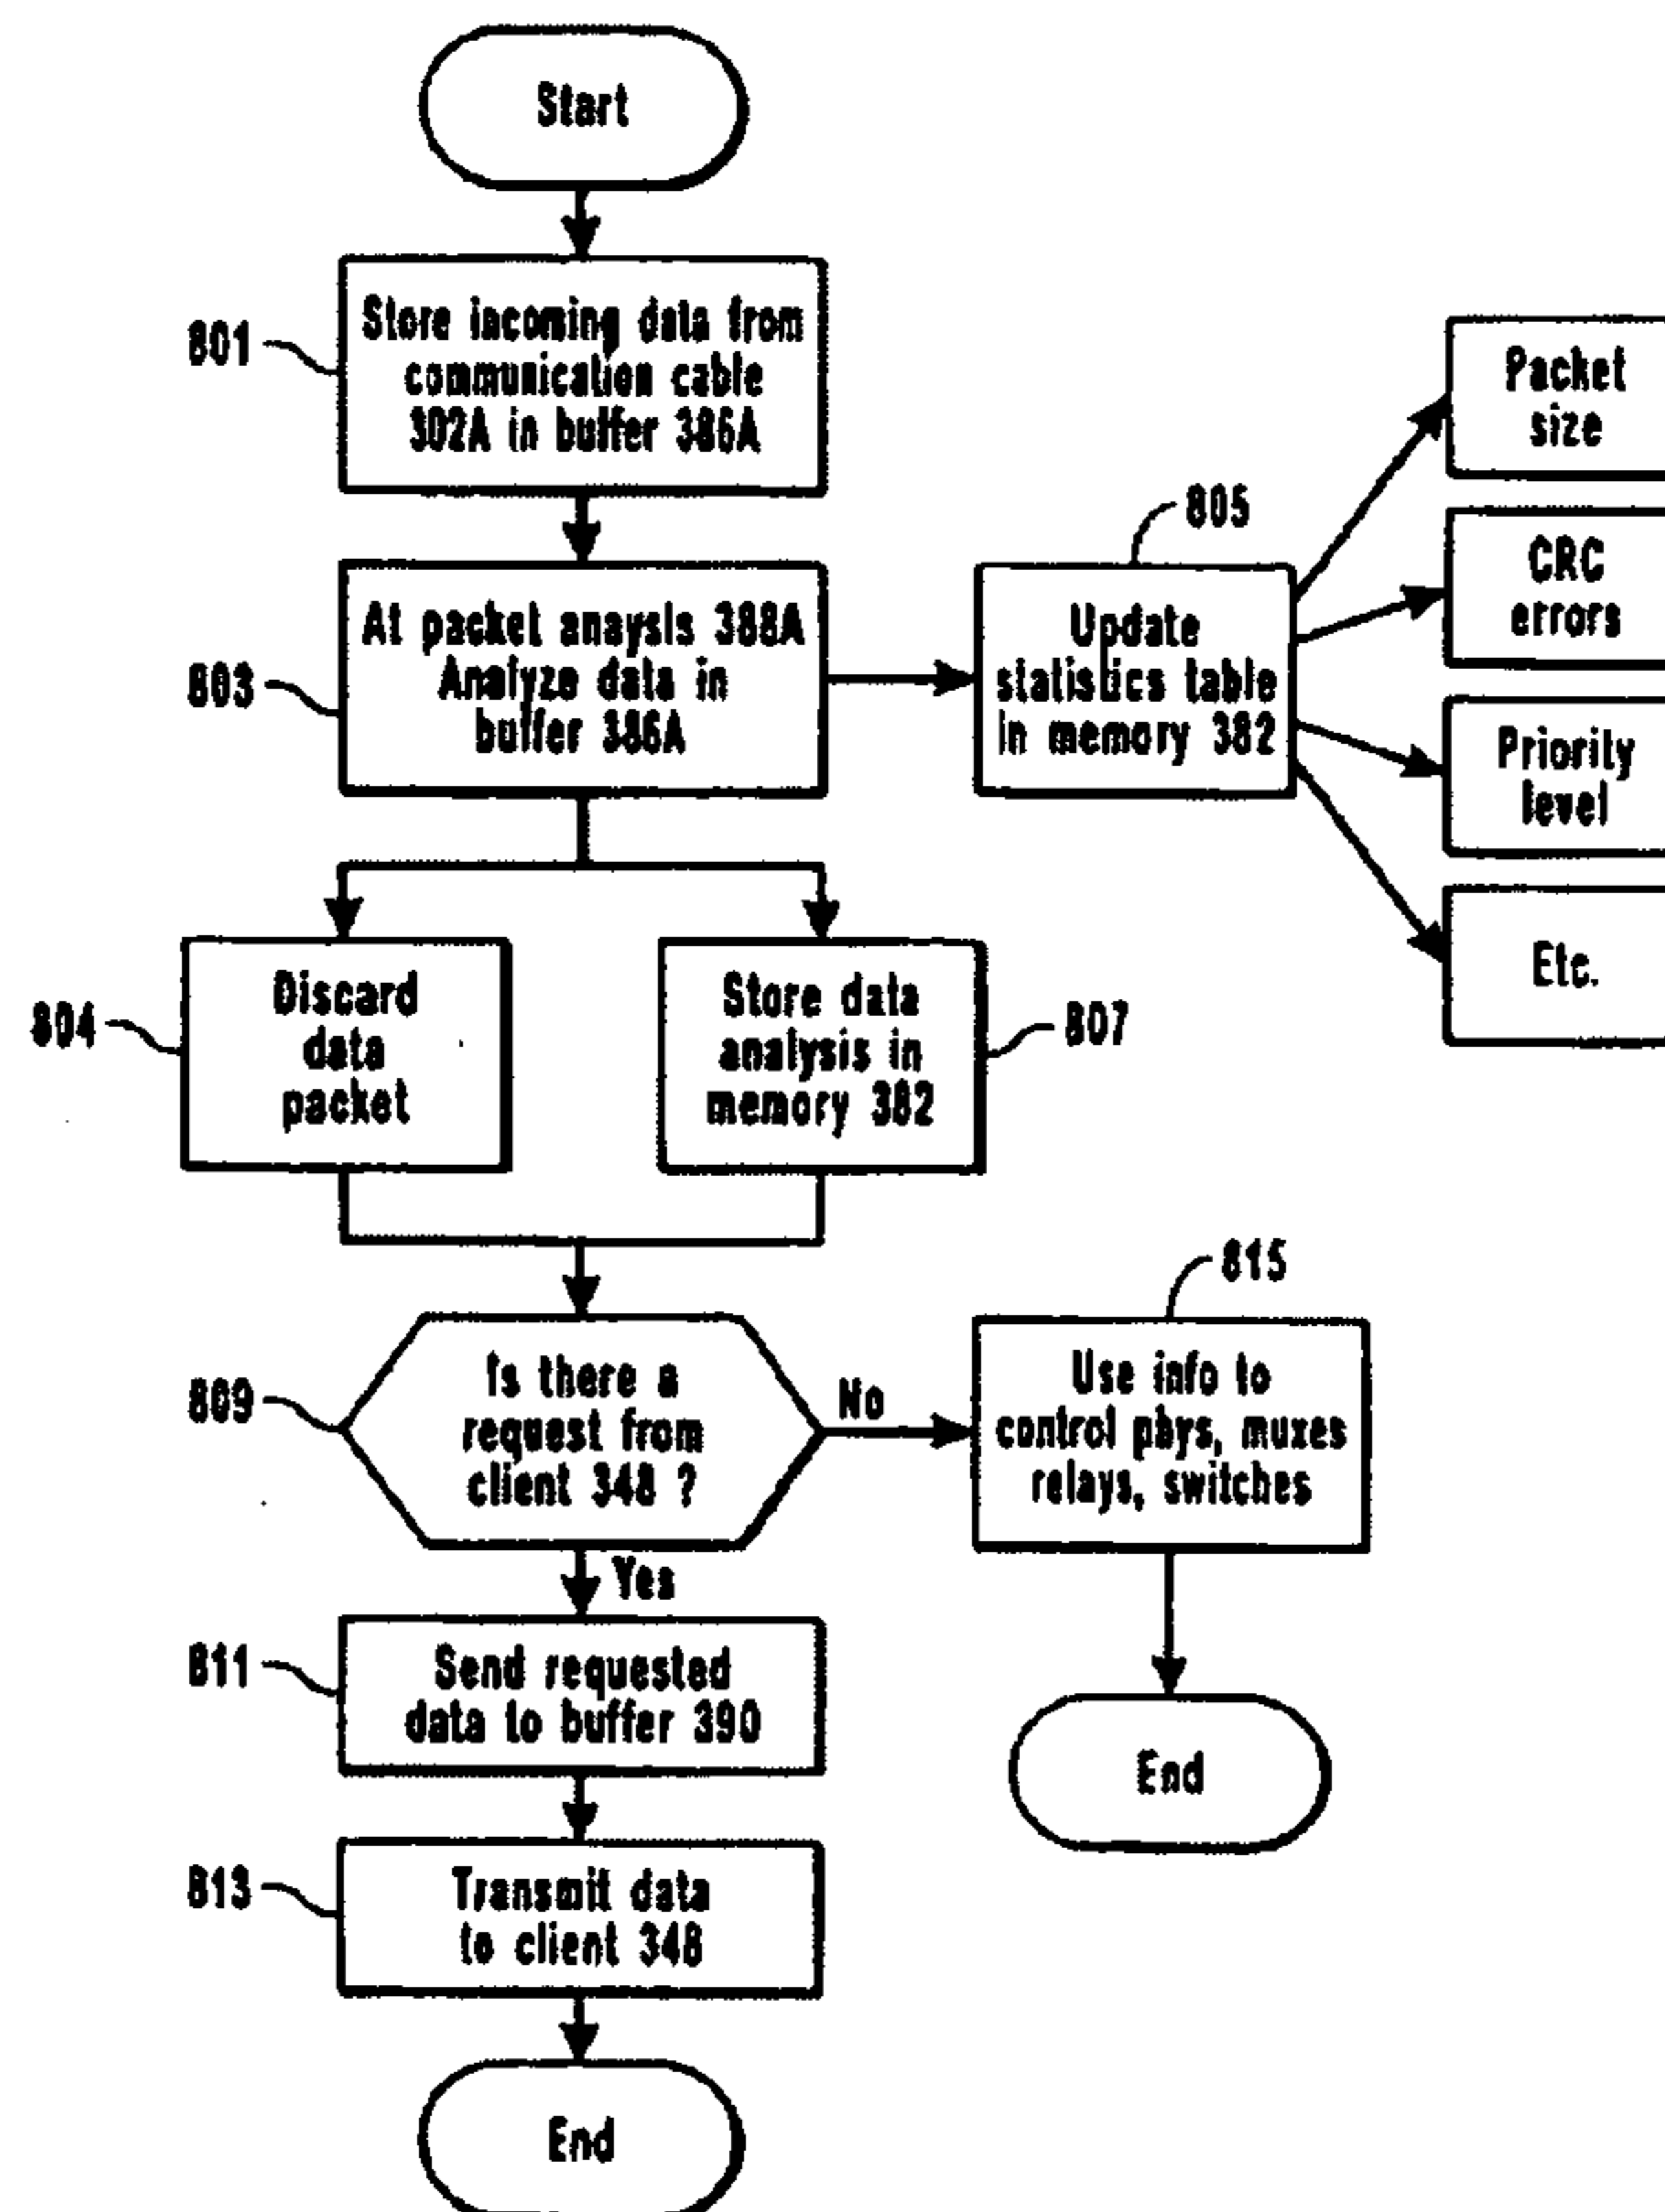 Start
801
Store incoming data from
communication cable
302A in buffer 386A
803
At packet anaysis 388A
Analyze data in
buffer 386A
805
Update
statistics table
in memory 382
Packet
size
CRC
errors
Priority
level
Etc.
804
Discard
data
packet
Store data
analysis in
memory 382
807
809
Is there a
request from
client 348 ?
No
815
Use info to
control phys, muxes
relays, switches
Yes
811
Send requested
data to buffer 390
End
813
Transmit data
to client 348
End